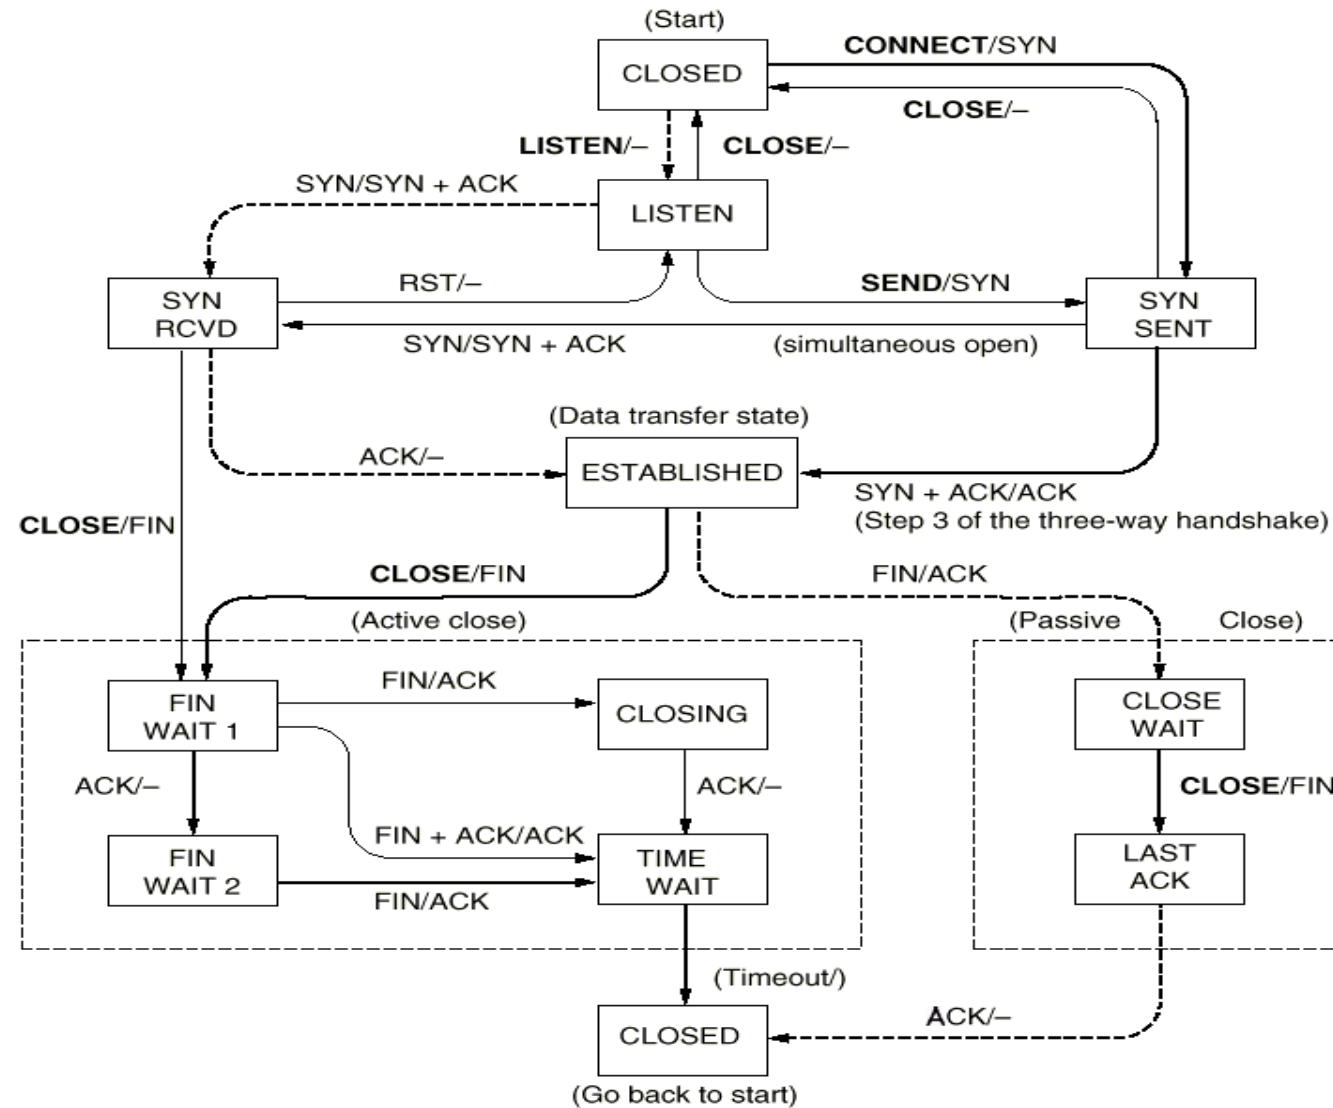 (Start)
CLOSED
CONNECT/SYN
CLOSE/–
LISTEN/–
CLOSE/–
SYN/SYN + ACK
LISTEN
SYN
RCVD
RST/–
SEND/SYN
SYN
SENT
SYN/SYN + ACK
(simultaneous open)
(Data transfer state)
ESTABLISHED
ACK/–
SYN + ACK/ACK
(Step 3 of the three-way handshake)
CLOSE/FIN
CLOSE/FIN
FIN/ACK
(Active close)
(Passive Close)
FIN
WAIT 1
FIN/ACK
CLOSING
CLOSE
WAIT
ACK/–
ACK/–
CLOSE/FIN
FIN + ACK/ACK
FIN
WAIT 2
FIN/ACK
TIME
WAIT
LAST
ACK
(Timeout/)
CLOSED
ACK/–
(Go back to start)